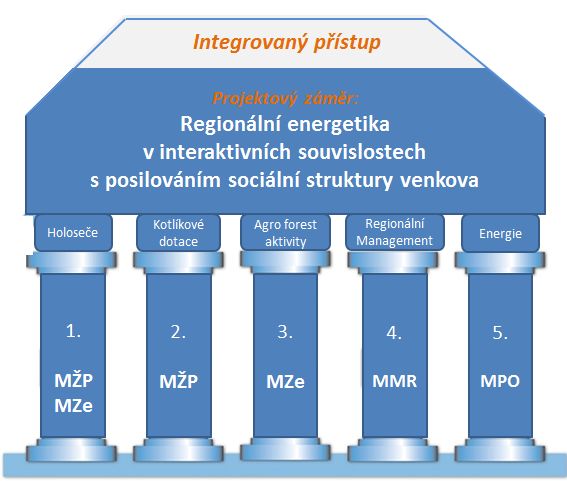 Integrovaný přístup
Projektový záměr:
Regionální energetika
v interaktivních souvislostech
s posilováním sociální struktury venkova
Holoseče
Kotlíkové
dotace
Agro forest
aktivity
Regionální
Management
Energie
1.
MŽP
MZe
2.
MŽP
3.
MZe
4.
MMR
5.
MPO